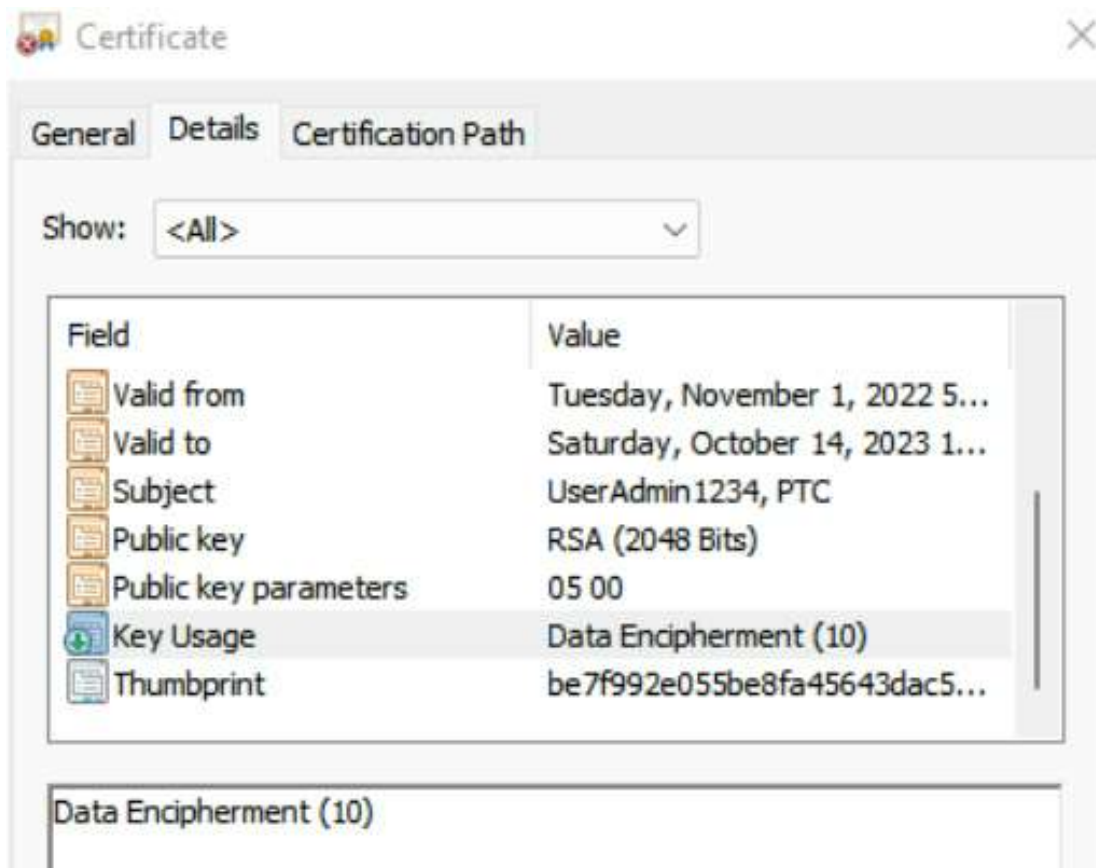 Certificate
General Details Certification Path
Show: <All>
Field Value
Valid from Tuesday, November 1, 2022 5...
Valid to Saturday, October 14, 2023 1...
Subject UserAdmin1234, PTC
Public key RSA (2048 Bits)
Public key parameters 05 00
Key Usage Data Encipherment (10)
Thumbprint be7f992e055be8fa45643dac5...
Data Encipherment (10)